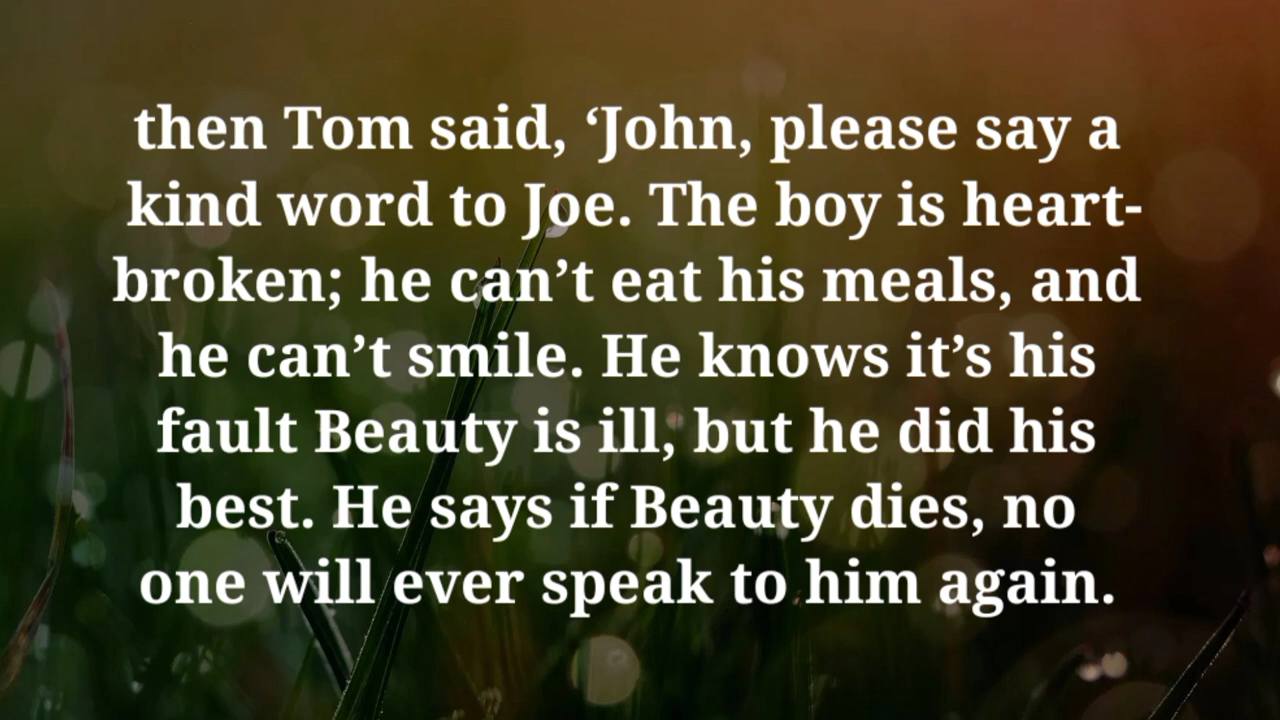 then Tom said, ‘John, please say a
kind word to Joe. The boy is heart-
broken; he can’t eat his meals, and
he can’t smile. He knows it’s his
fault Beauty is ill, but he did his
best. He says if Beauty dies, no
one will ever speak to him again.